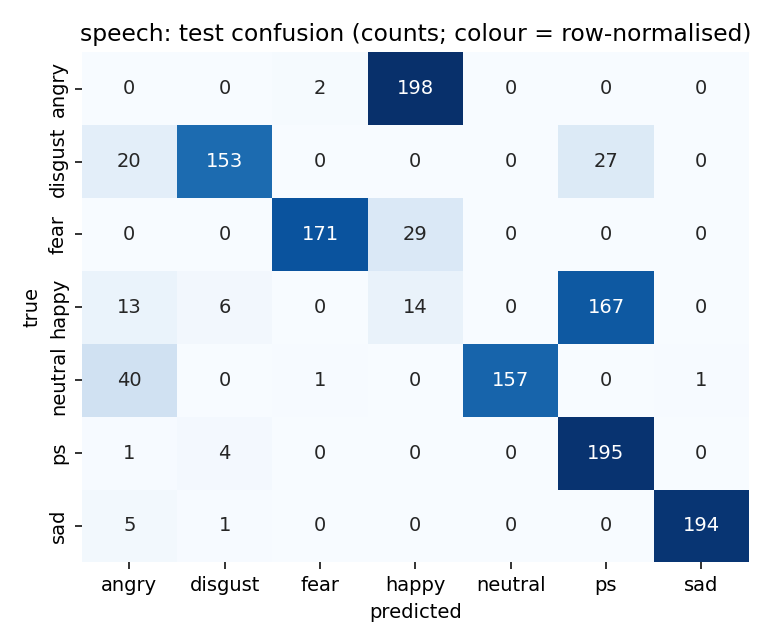 speech: test confusion (counts; colour = row-normalised)
angry 0 0 2 198 0 0 0
disgust 20 153 0 0 0 27 0
fear 0 0 171 29 0 0 0
happy 13 6 0 14 0 167 0
neutral 40 0 1 0 157 0 1
ps 1 4 0 0 0 195 0
sad 5 1 0 0 0 0 194
true
angry disgust fear happy neutral ps sad
predicted